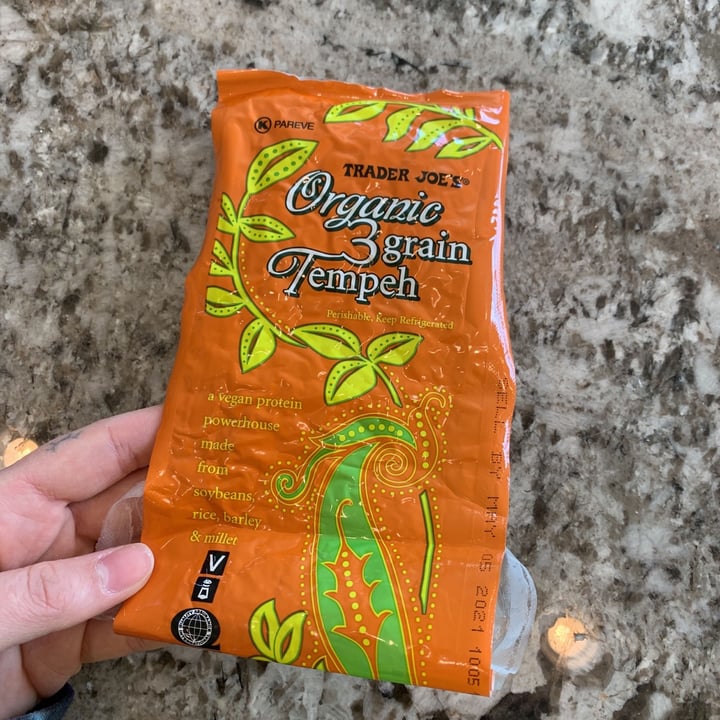 K PAREVE
TRADER JOE'S®
Organic
3 grain
Tempeh
Perishable, Keep Refrigerated
a vegan protein
powerhouse
made
from
soybeans,
rice, barley
& millet
V
SELL BY MAY 05 2021 1005